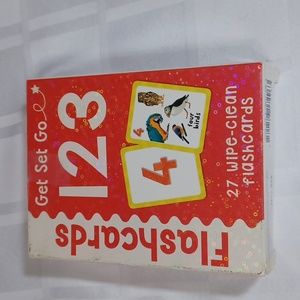 Get Set Go
123
4
four
birds
4
27 wipe-clean
flashcards
Flashcards